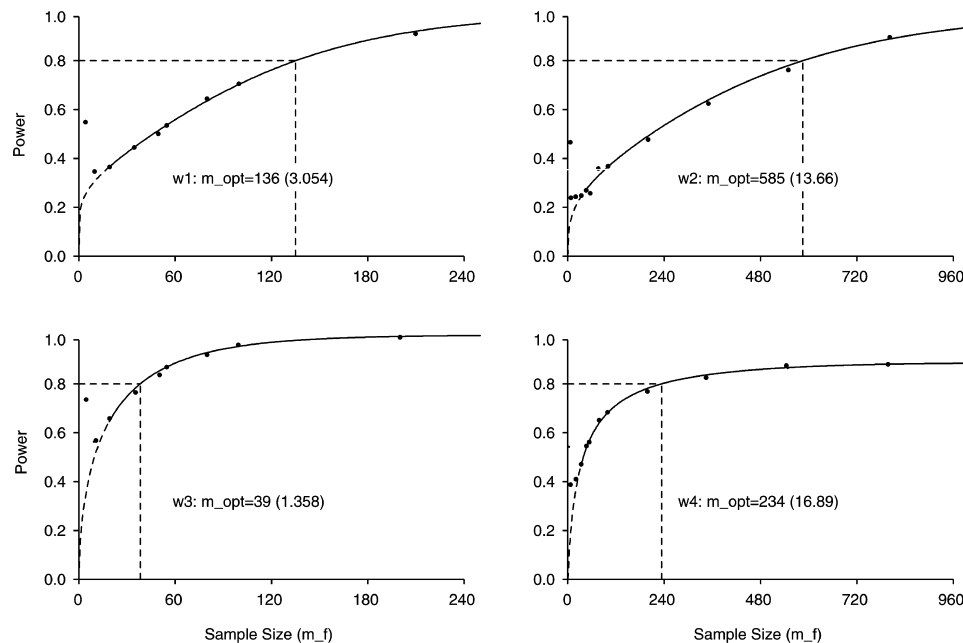 1.0
0.8
0.6
0.4
0.2
0.0
Power
w1: m_opt=136 (3.054)
0 60 120 180 240
1.0
0.8
0.6
0.4
0.2
0.0
w2: m_opt=585 (13.66)
0 240 480 720 960
1.0
0.8
0.6
0.4
0.2
0.0
Power
w3: m_opt=39 (1.358)
0 60 120 180 240
Sample Size (m_f)
1.0
0.8
0.6
0.4
0.2
0.0
w4: m_opt=234 (16.89)
0 240 480 720 960
Sample Size (m_f)